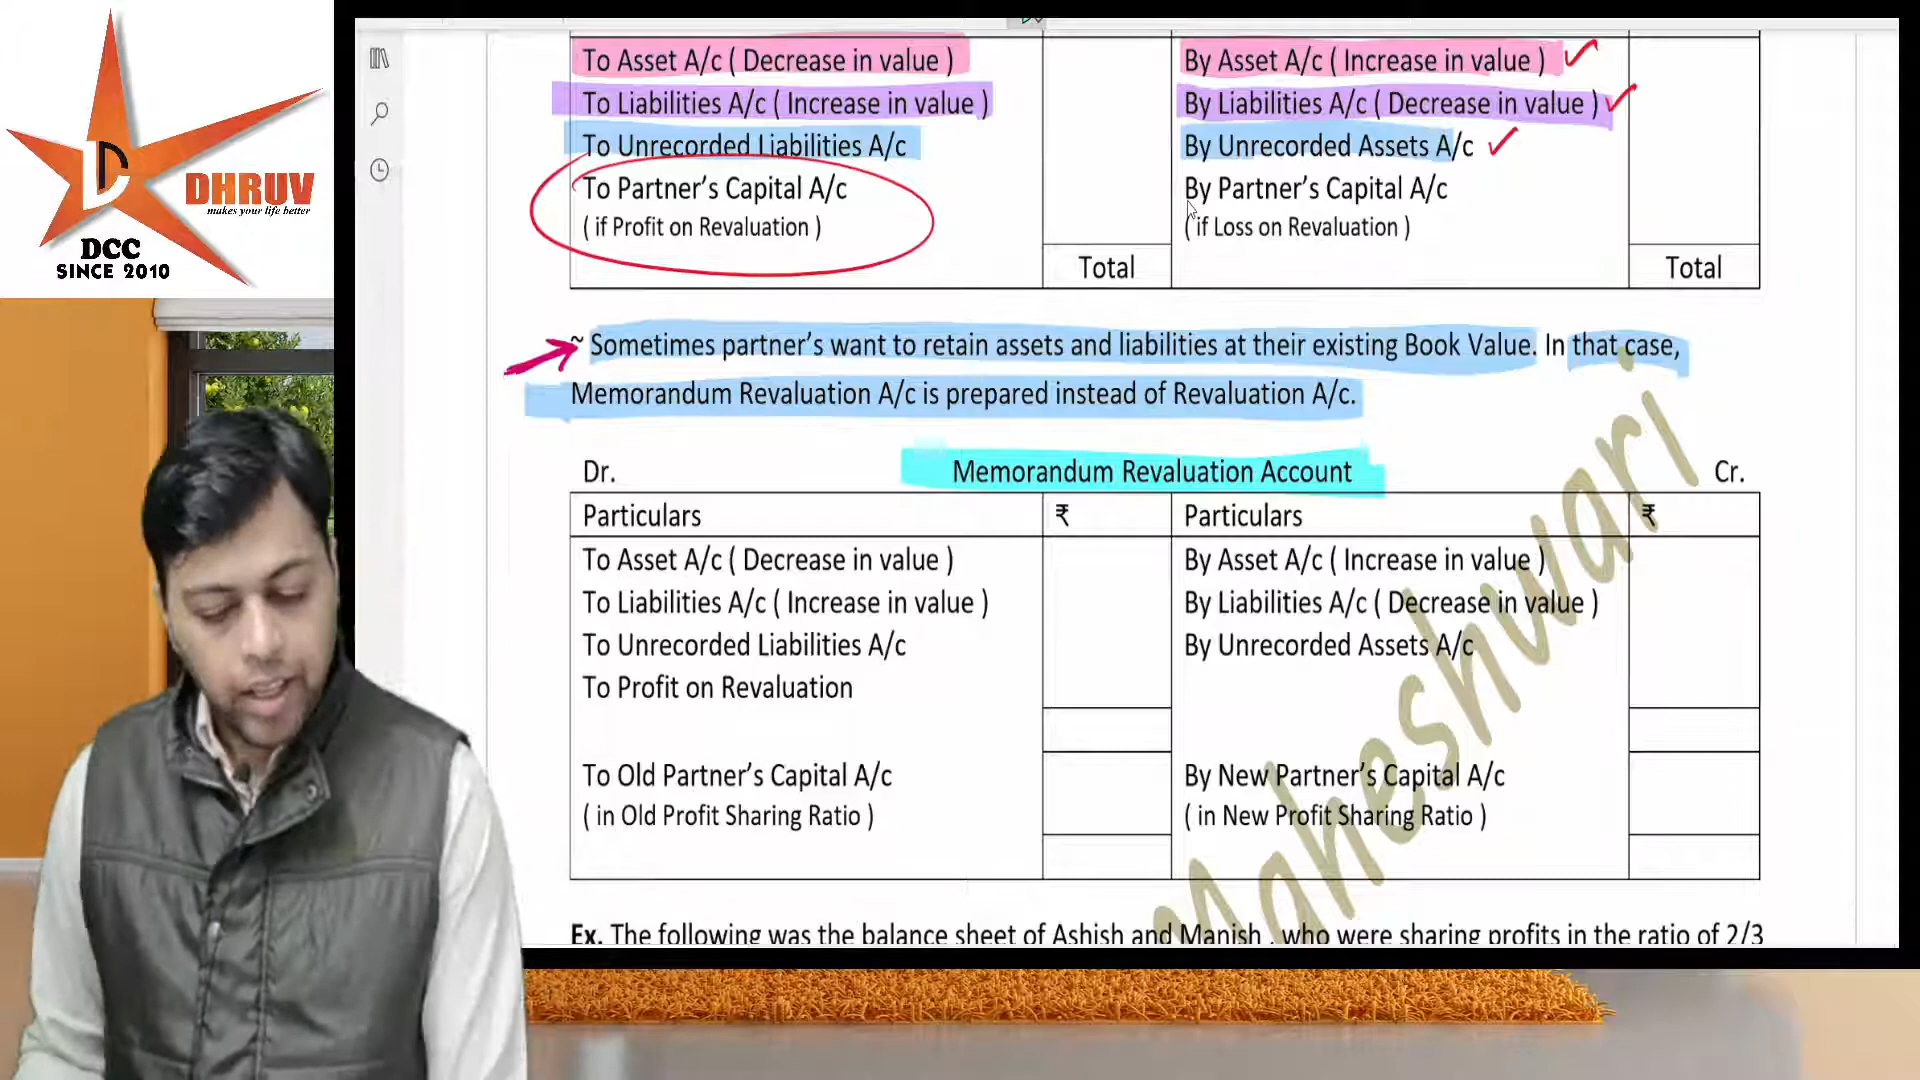 DHRUV
makes your life better
DCC
SINCE 2010
To Asset A/c ( Decrease in value ) By Asset A/c ( Increase in value )
To Liabilities A/c ( Increase in value ) By Liabilities A/c ( Decrease in value )
To Unrecorded Liabilities A/c By Unrecorded Assets A/c
To Partner’s Capital A/c By Partner’s Capital A/c
( if Profit on Revaluation ) ( if Loss on Revaluation )
Total Total
~ Sometimes partner’s want to retain assets and liabilities at their existing Book Value. In that case,
Memorandum Revaluation A/c is prepared instead of Revaluation A/c.
Dr. Memorandum Revaluation Account Cr.
Particulars ₹ Particulars ₹
To Asset A/c ( Decrease in value ) By Asset A/c ( Increase in value )
To Liabilities A/c ( Increase in value ) By Liabilities A/c ( Decrease in value )
To Unrecorded Liabilities A/c By Unrecorded Assets A/c
To Profit on Revaluation
To Old Partner’s Capital A/c By New Partner’s Capital A/c
( in Old Profit Sharing Ratio ) ( in New Profit Sharing Ratio )
Ex. The following was the balance sheet of Ashish and Manish , who were sharing profits in the ratio of 2/3
Maheshwari